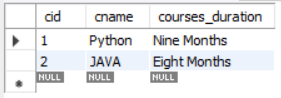 cid cname courses_duration
1 Python Nine Months
2 JAVA Eight Months
NULL NULL NULL